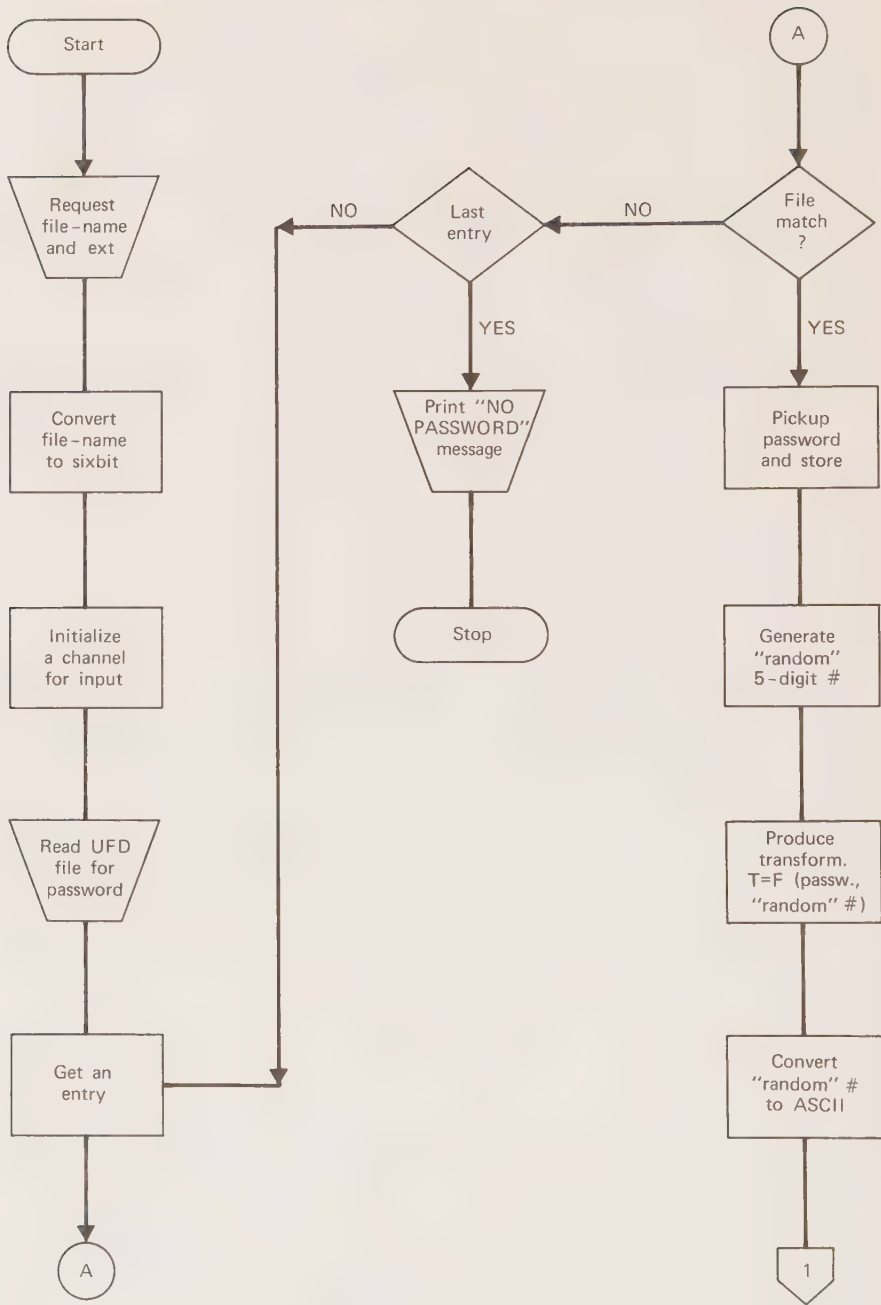 Start
Request
file-name
and ext
Convert
file-name
to sixbit
Initialize
a channel
for input
Read UFD
file for
password
Get an
entry
A
A
File
match
?
NO
YES
Last
entry
NO
YES
Print “NO
PASSWORD”
message
Stop
Pickup
password
and store
Generate
“random”
5-digit #
Produce
transform.
T=F (passw.,
“random” #)
Convert
“random” #
to ASCII
1